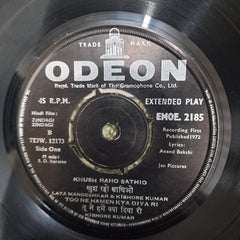 TRADE MARK
ODEON
Regd. Trade Mark of The Gramophone Co.
45 R.P.M.
EXTENDED PLAY
EMOE. 2185
Hindi Film:
ZINDAGI
ZINDAGI
B
7EPW. 12173
Side One
M. usic:
S. D. Burman
Recording First
Published 1972
Lyrics:
Anand Bakshi
Jan Pictures
KHUSH RAHO SATHIO
खुश रहो साथियो
LATA MANGESHKAR & KISHORE KUMAR
TOO NE HAMEN KYA DIYA RI
तू ने हमें क्या दिया री
KISHORE KUMAR